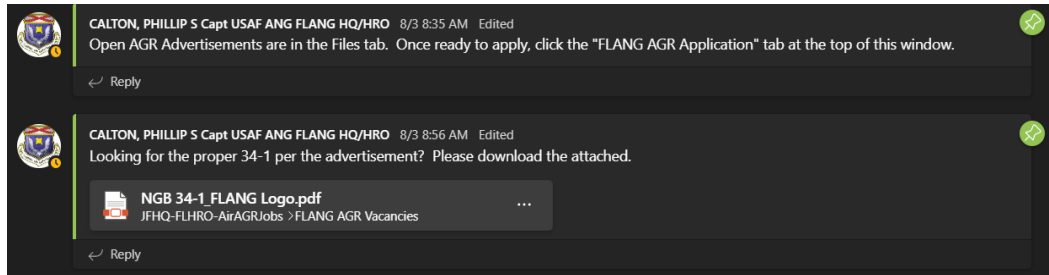 CALTON, PHILLIP S Capt USAF ANG FLANG HQ/HRO 8/3 8:35 AM Edited
Open AGR Advertisements are in the Files tab. Once ready to apply, click the "FLANG AGR Application" tab at the top of this window.
Reply
CALTON, PHILLIP S Capt USAF ANG FLANG HQ/HRO 8/3 8:56 AM Edited
Looking for the proper 34-1 per the advertisement? Please download the attached.
NGB 34-1_FLANG Logo.pdf
JFHQ-FLHRO-AirAGRJobs >FLANG AGR Vacancies
Reply